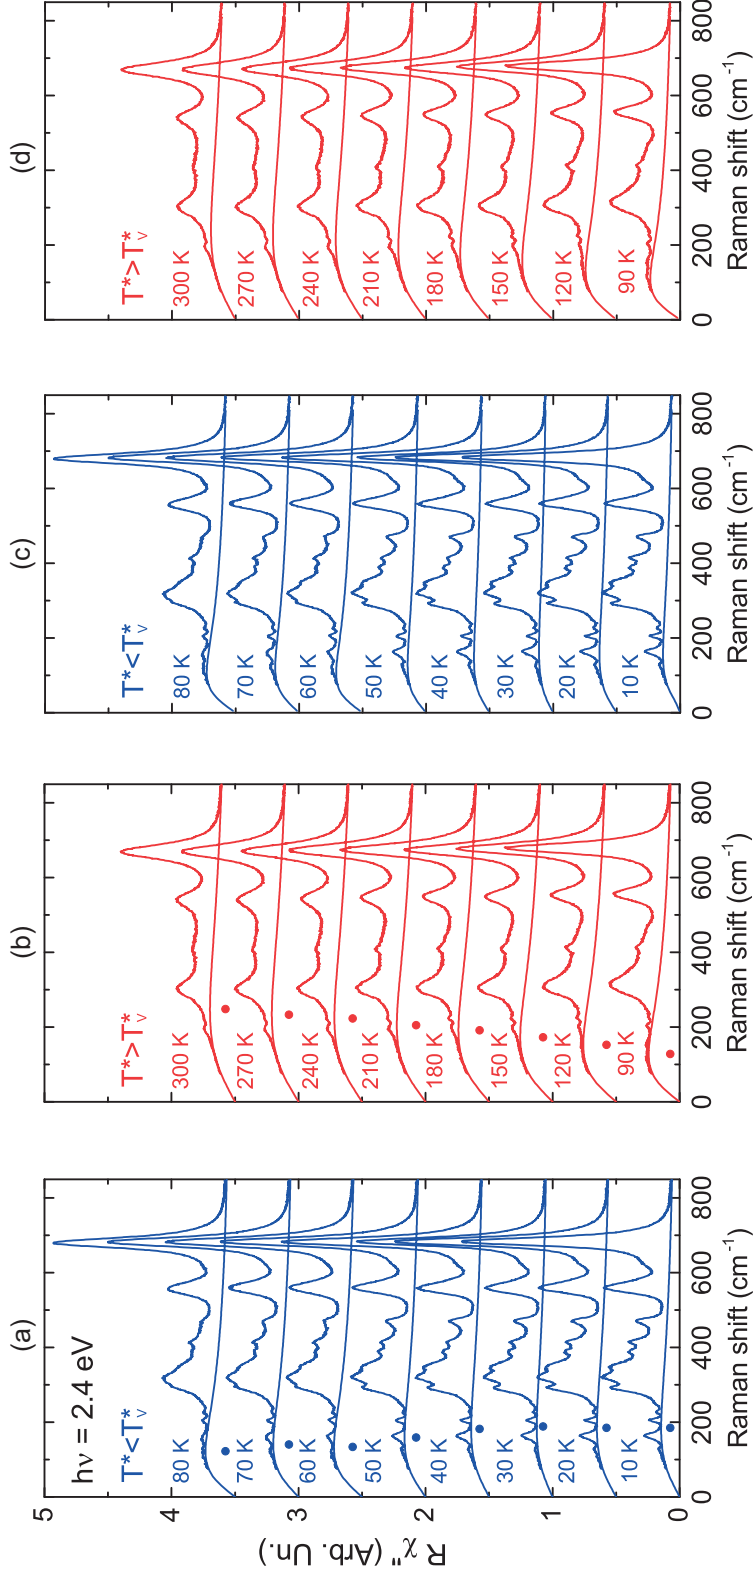 (a)
hν = 2.4 eV
T*<T*ᵥ
80 K
70 K
60 K
50 K
40 K
30 K
20 K
10 K
5
4
3
2
1
0
R χ'' (Arb. Un.)
0 200 400 600 800
Raman shift (cm⁻¹)
(b)
T*>T*ᵥ
300 K
270 K
240 K
210 K
180 K
150 K
120 K
90 K
0 200 400 600 800
Raman shift (cm⁻¹)
(c)
T*<T*ᵥ
80 K
70 K
60 K
50 K
40 K
30 K
20 K
10 K
0 200 400 600 800
Raman shift (cm⁻¹)
(d)
T*>T*ᵥ
300 K
270 K
240 K
210 K
180 K
150 K
120 K
90 K
0 200 400 600 800
Raman shift (cm⁻¹)